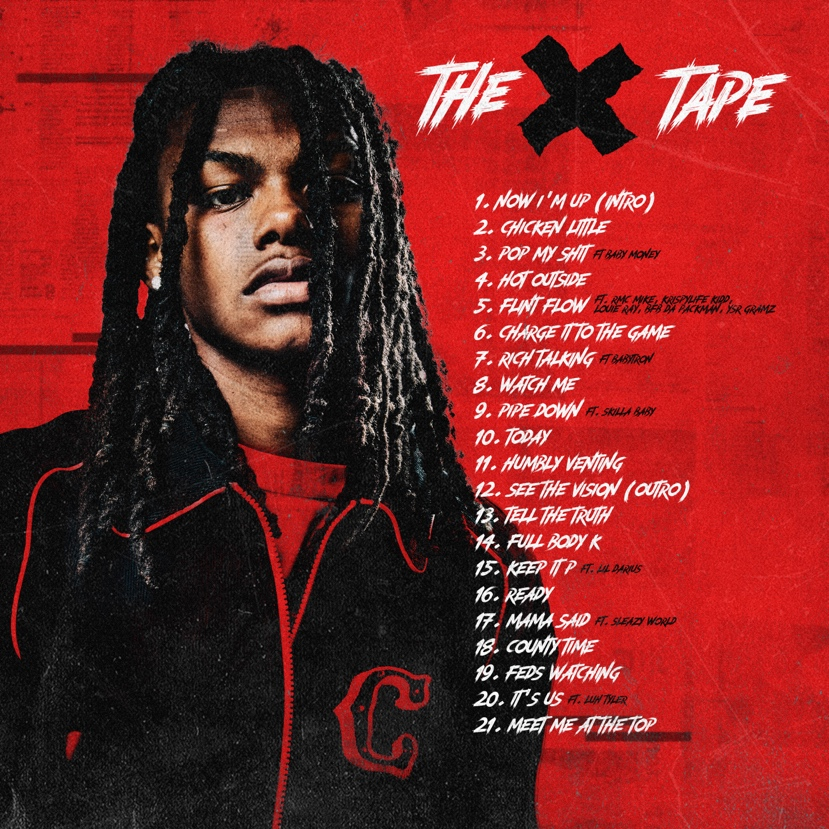 THE X TAPE
1. NOW I'M UP (INTRO)
2. CHICKEN LITTLE
3. POP MY SHIT FT BABY MONEY
4. HOT OUTSIDE
5. FLINT FLOW FT. RMC MIKE, KRISPYLIFE KIDD,
LOUIE RAY, BFB DA PACKMAN, YSR GRAMZ
6. CHARGE IT TO THE GAME
7. RICH TALKING FT BABYTRON
8. WATCH ME
9. PIPE DOWN FT. SKILLA BABY
10. TODAY
11. HUMBLY VENTING
12. SEE THE VISION (OUTRO)
13. TELL THE TRUTH
14. FULL BODY K
15. KEEP IT P FT. LIL DARIUS
16. READY
17. MAMA SAID FT. SLEAZY WORLD
18. COUNTY TIME
19. FEDS WATCHING
20. IT'S US FT. LUH TYLER
21. MEET ME AT THE TOP
C